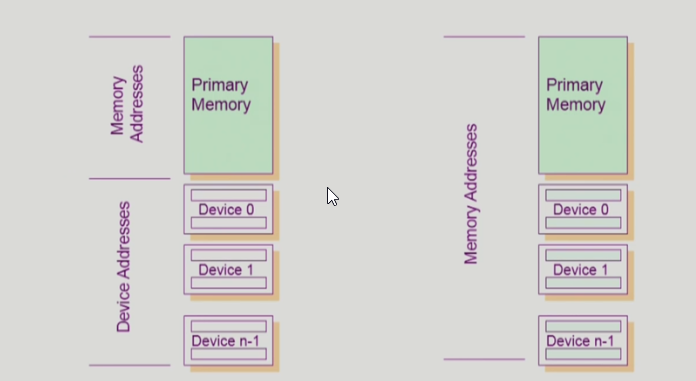 Memory
Addresses
Primary
Memory
Device Addresses
Device 0
Device 1
Device n-1
Memory Addresses
Primary
Memory
Device 0
Device 1
Device n-1